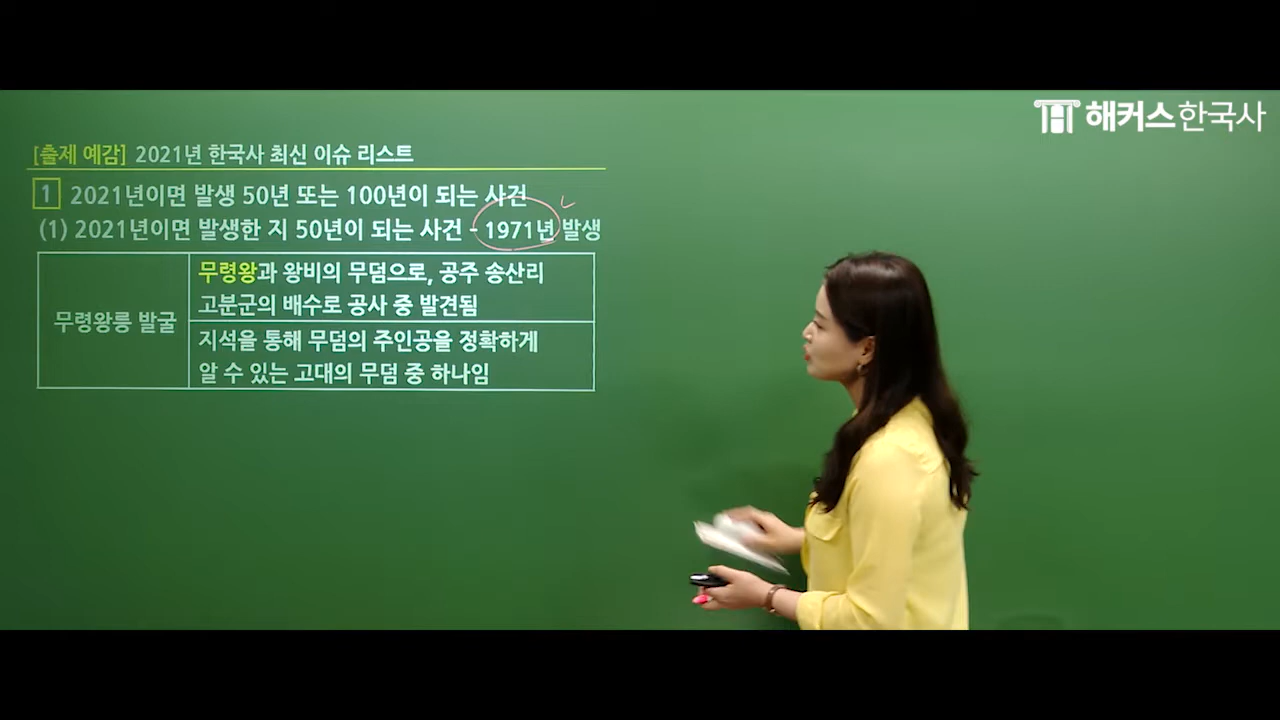 해커스한국사
[출제 예감] 2021년 한국사 최신 이슈 리스트
1 2021년이면 발생 50년 또는 100년이 되는 사건
(1) 2021년이면 발생한 지 50년이 되는 사건 - 1971년 발생
무령왕릉 발굴
무령왕과 왕비의 무덤으로, 공주 송산리
고분군의 배수로 공사 중 발견됨
지석을 통해 무덤의 주인공을 정확하게
알 수 있는 고대의 무덤 중 하나임